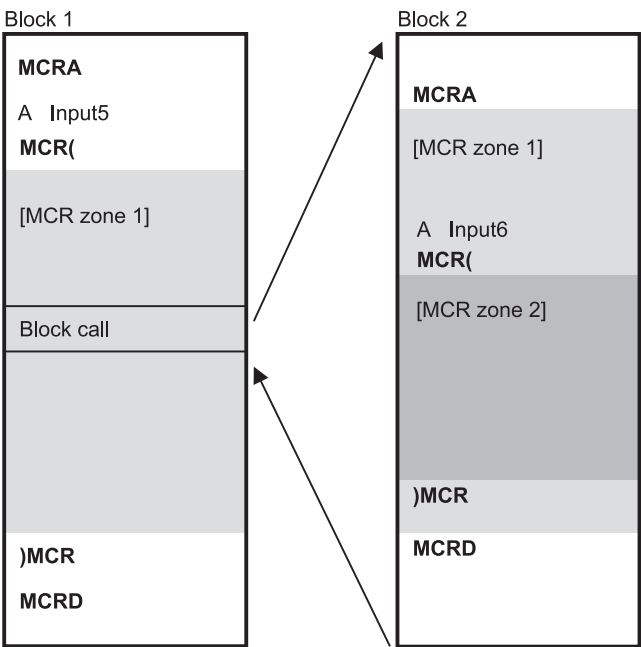 Block 1
MCRA
A Input5
MCR(
[MCR zone 1]
Block call
)MCR
MCRD
Block 2
MCRA
[MCR zone 1]
A Input6
MCR(
[MCR zone 2]
)MCR
MCRD